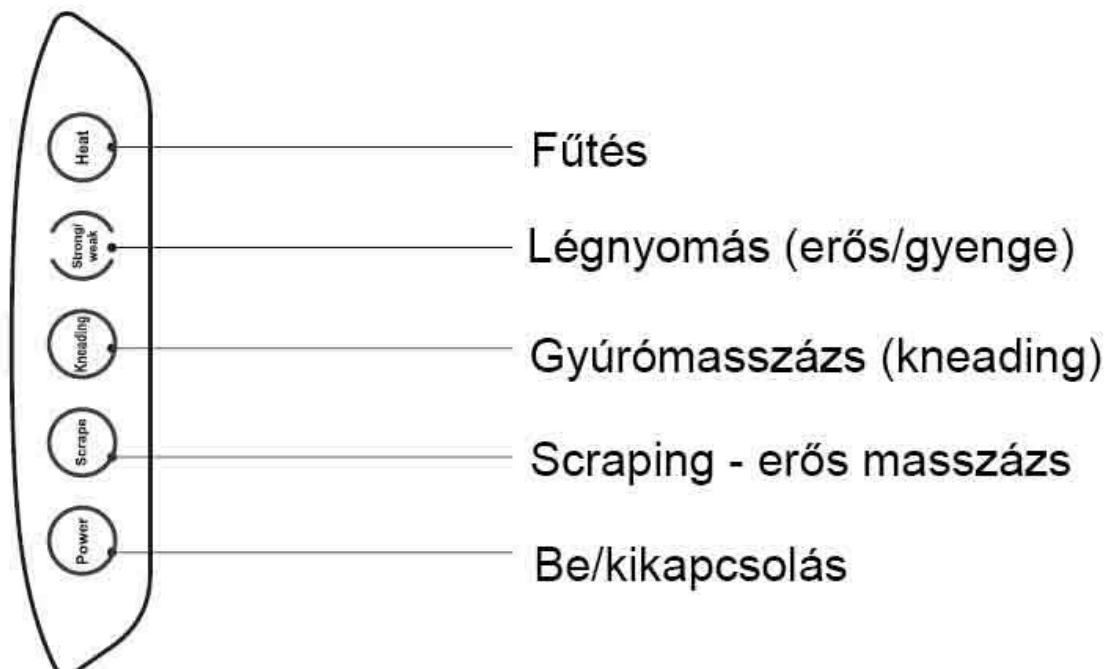 Heat
Fűtés
Strong/
weak
Légnyomás (erős/gyenge)
Kneading
Gyúrómasszázs (kneading)
Scrape
Scraping - erős masszázs
Power
Be/kikapcsolás